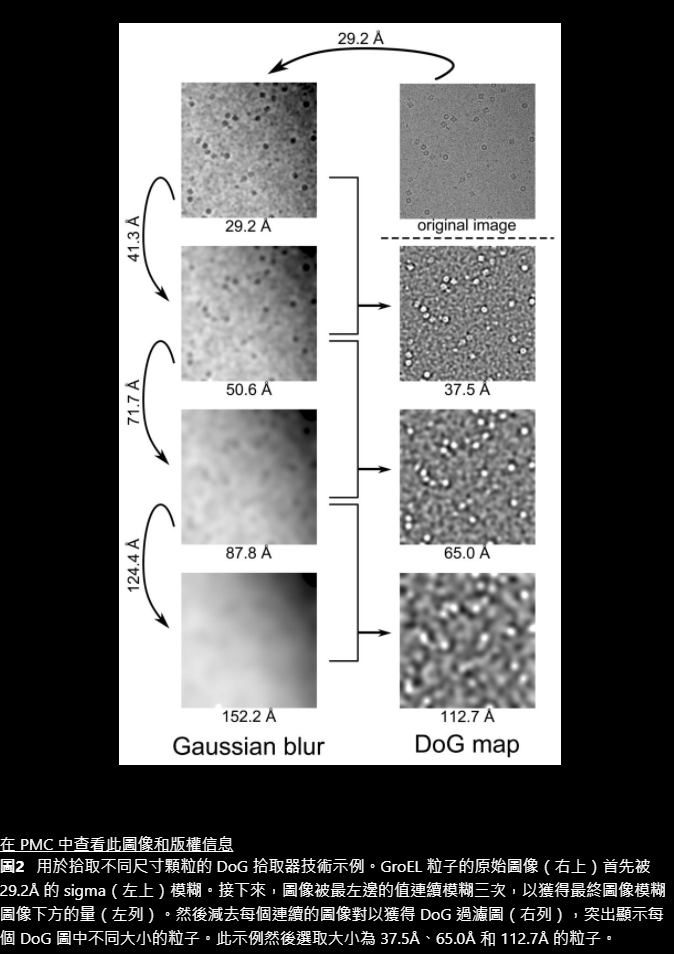 29.2 Å
29.2 Å
original image
41.3 Å
50.6 Å
37.5 Å
71.7 Å
87.8 Å
65.0 Å
124.4 Å
152.2 Å
112.7 Å
Gaussian blur
DoG map
在 PMC 中查看此圖像和版權信息
圖2 用於拾取不同尺寸顆粒的 DoG 拾取器技術示例。GroEL 粒子的原始圖像（右上）首先被
29.2Å 的 sigma（左上）模糊。接下來，圖像被最左邊的值連續模糊三次，以獲得最終圖像模糊
圖像下方的量（左列）。然後減去每個連續的圖像對以獲得 DoG 過濾圖（右列），突出顯示每
個 DoG 圖中不同大小的粒子。此示例然後選取大小為 37.5Å、65.0Å 和 112.7Å 的粒子。